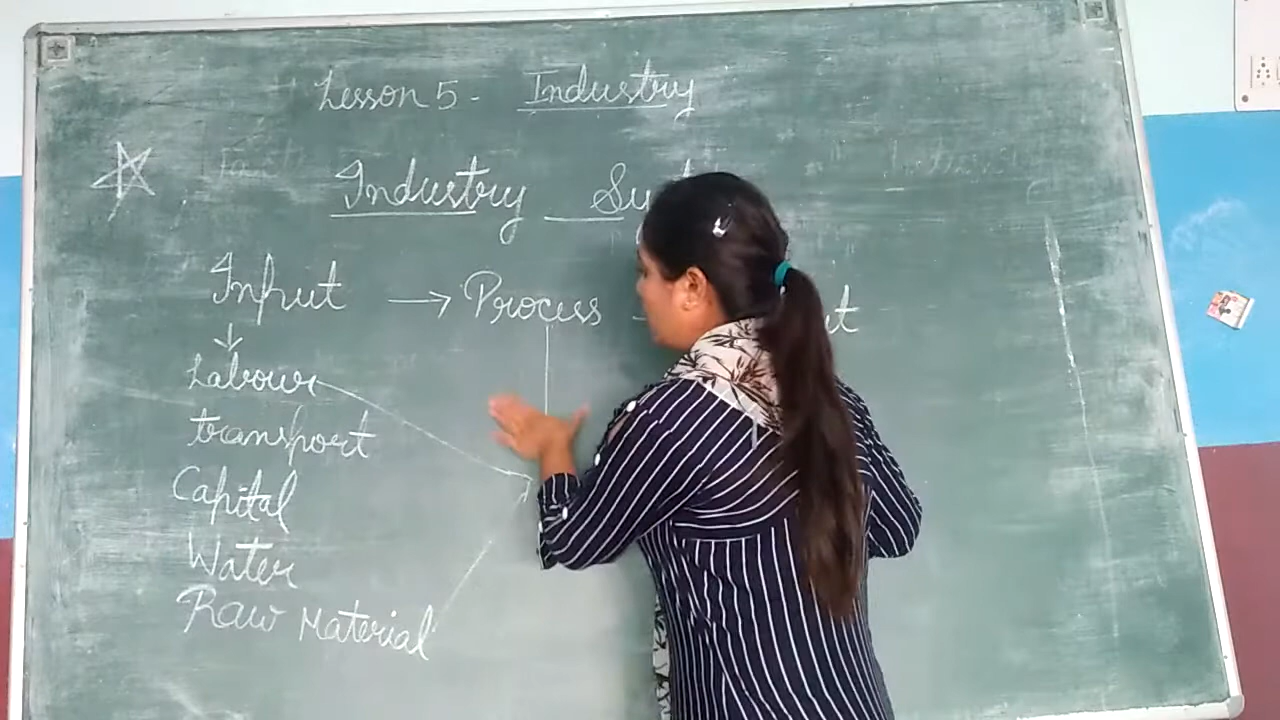 Lesson 5 - Industry
Industry
Input → Process
↓
Labour
transport
Capital
Water
Raw Material